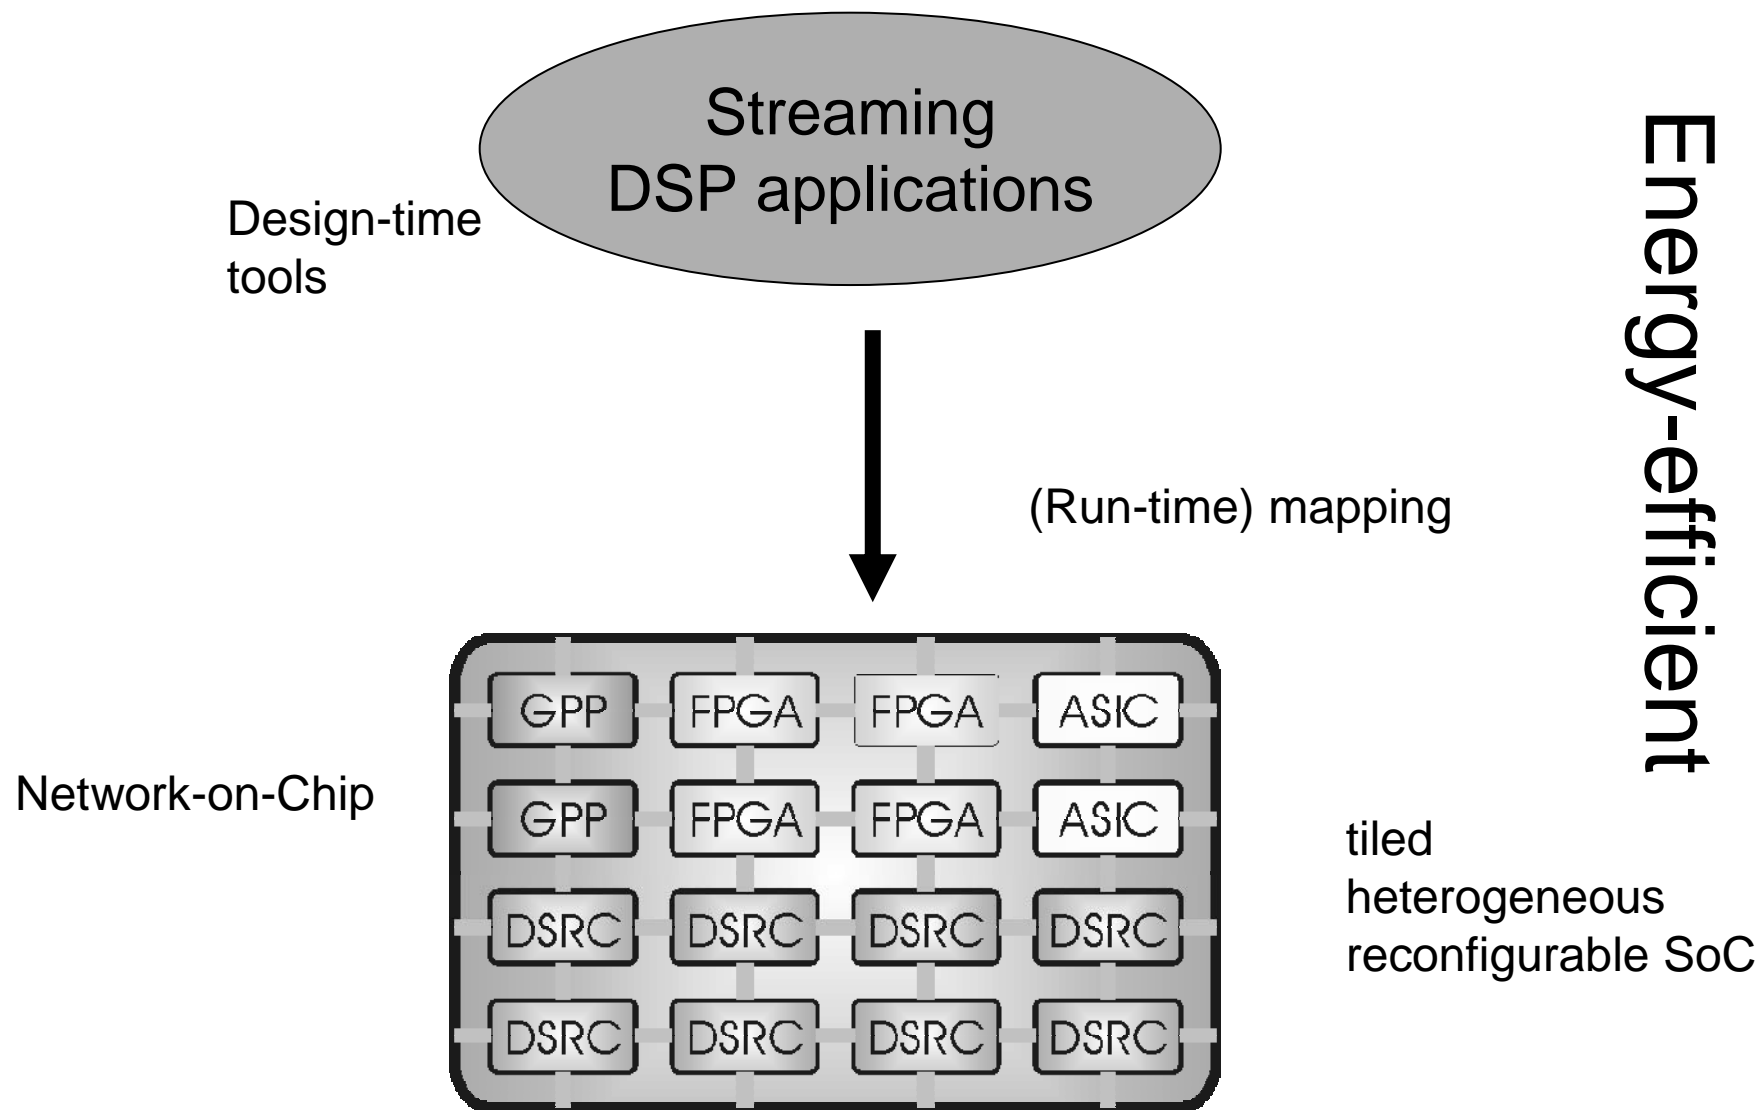 Streaming
DSP applications
Design-time
tools
Energy-efficient
(Run-time) mapping
GPP FPGA FPGA ASIC
Network-on-Chip
GPP FPGA FPGA ASIC
tiled
heterogeneous
reconfigurable SoC
DSRC DSRC DSRC DSRC
DSRC DSRC DSRC DSRC